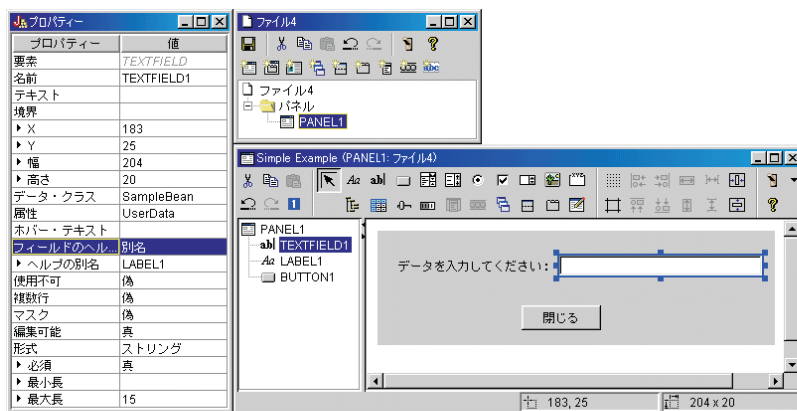 プロパティー
プロパティー 値
要素 TEXTFIELD
名前 TEXTFIELD1
テキスト
境界
X 183
Y 25
幅 204
高さ 20
データ・クラス SampleBean
属性 UserData
ホバー・テキスト
フィールドのヘル... 別名
ヘルプの別名 LABEL1
使用不可 偽
複数行 偽
マスク 偽
編集可能 真
形式 ストリング
必須 真
最小長
最大長 15
ファイル4
ファイル4
パネル
PANEL1
Simple Example (PANEL1: ファイル4)
PANEL1
TEXTFIELD1
LABEL1
BUTTON1
データを入力してください:
閉じる
183, 25
204 x 20